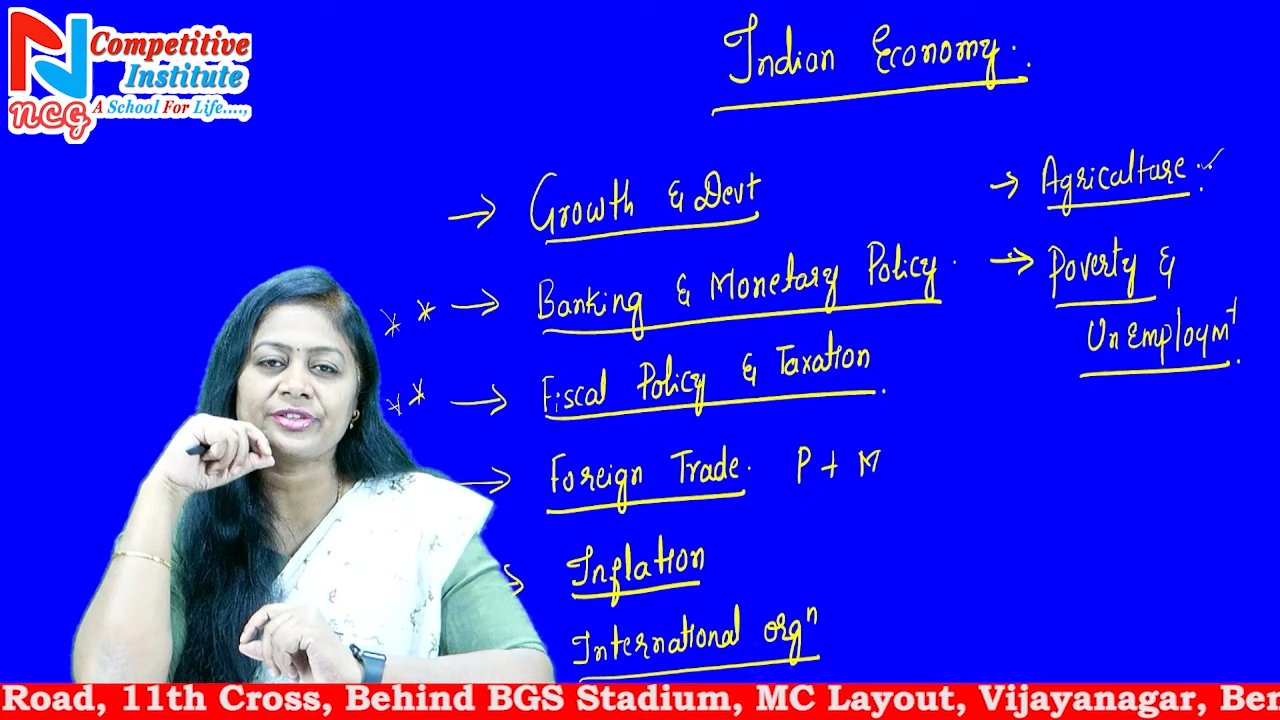 Competitive
Institute
NCG A School For Life....,
Indian Economy.
→ Growth & Devt
* * → Banking & Monetary Policy.
* * → Fiscal Policy & Taxation.
→ Foreign Trade. P + M
Inflation
International orgⁿ
→ Agriculture. ✓
→ Poverty &
UnEmploymt.
Road, 11th Cross, Behind BGS Stadium, MC Layout, Vijayanagar, Ben